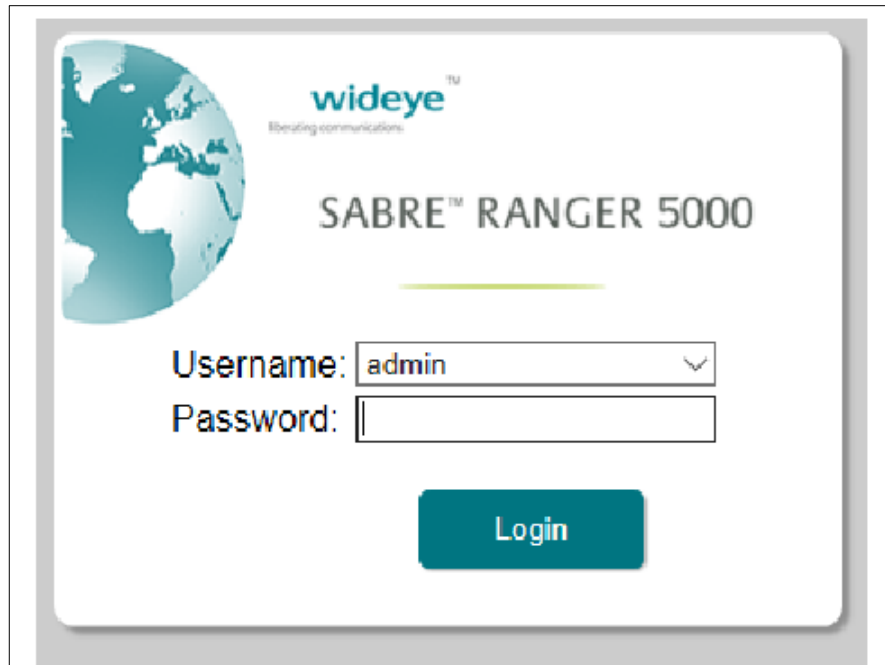 wideye™
liberating communications
SABRE™ RANGER 5000
Username: admin
Password:
Login